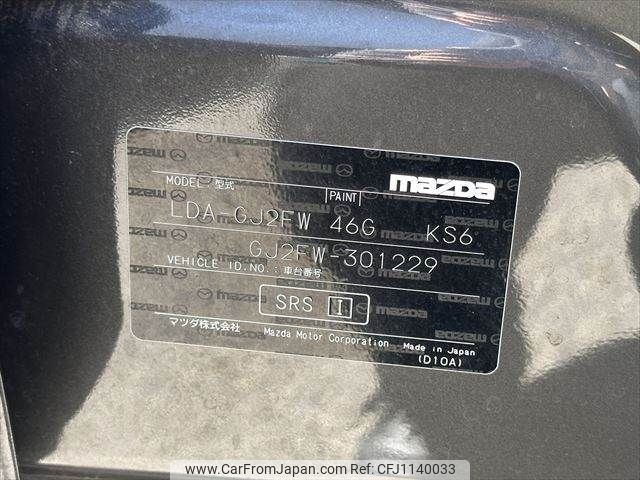 mazda
MODEL 型式
PAINT
LDA-GJ2FW 46G KS6
GJ2FW-301229
VEHICLE ID.NO.:車台番号
SRS I
マツダ株式会社 Mazda Motor Corporation Made in Japan
(D10A)
www.CarFromJapan.com | Ref: CFJ1140033